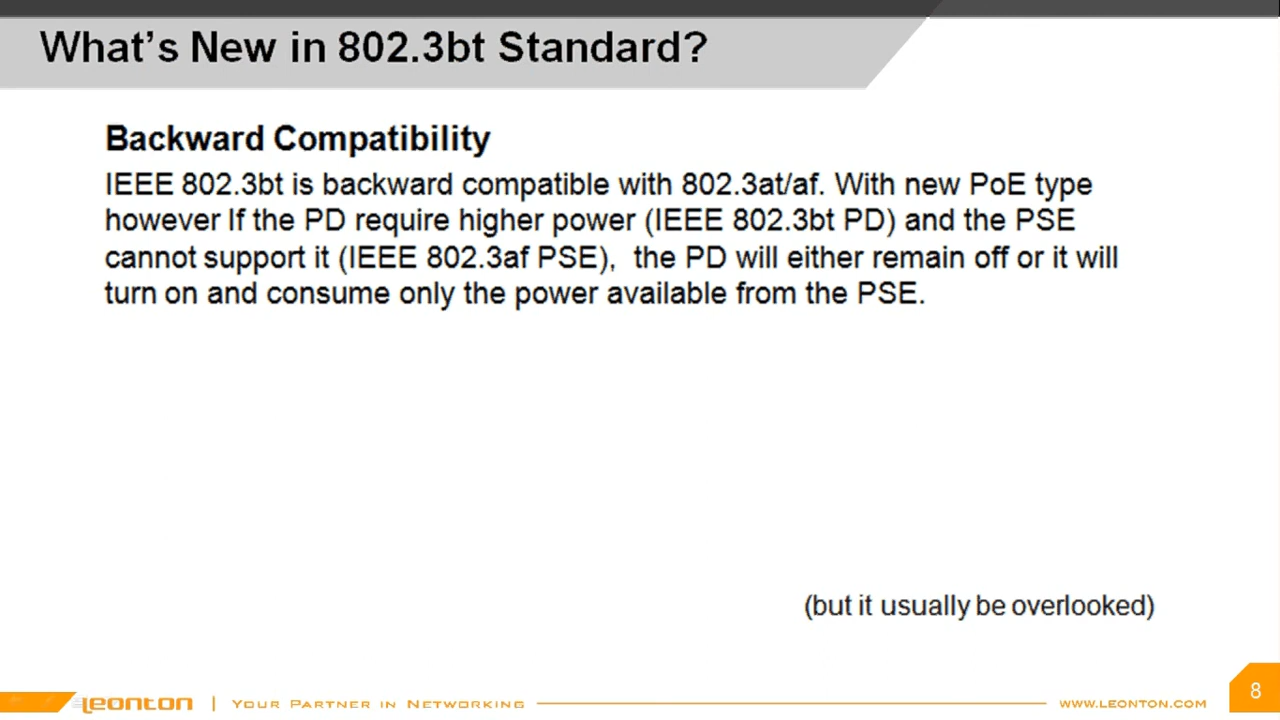 What's New in 802.3bt Standard?
Backward Compatibility
IEEE 802.3bt is backward compatible with 802.3at/af. With new PoE type
however If the PD require higher power (IEEE 802.3bt PD) and the PSE
cannot support it (IEEE 802.3af PSE), the PD will either remain off or it will
turn on and consume only the power available from the PSE.
(but it usually be overlooked)
Leonton | Your Partner in Networking
www.leonton.com
8